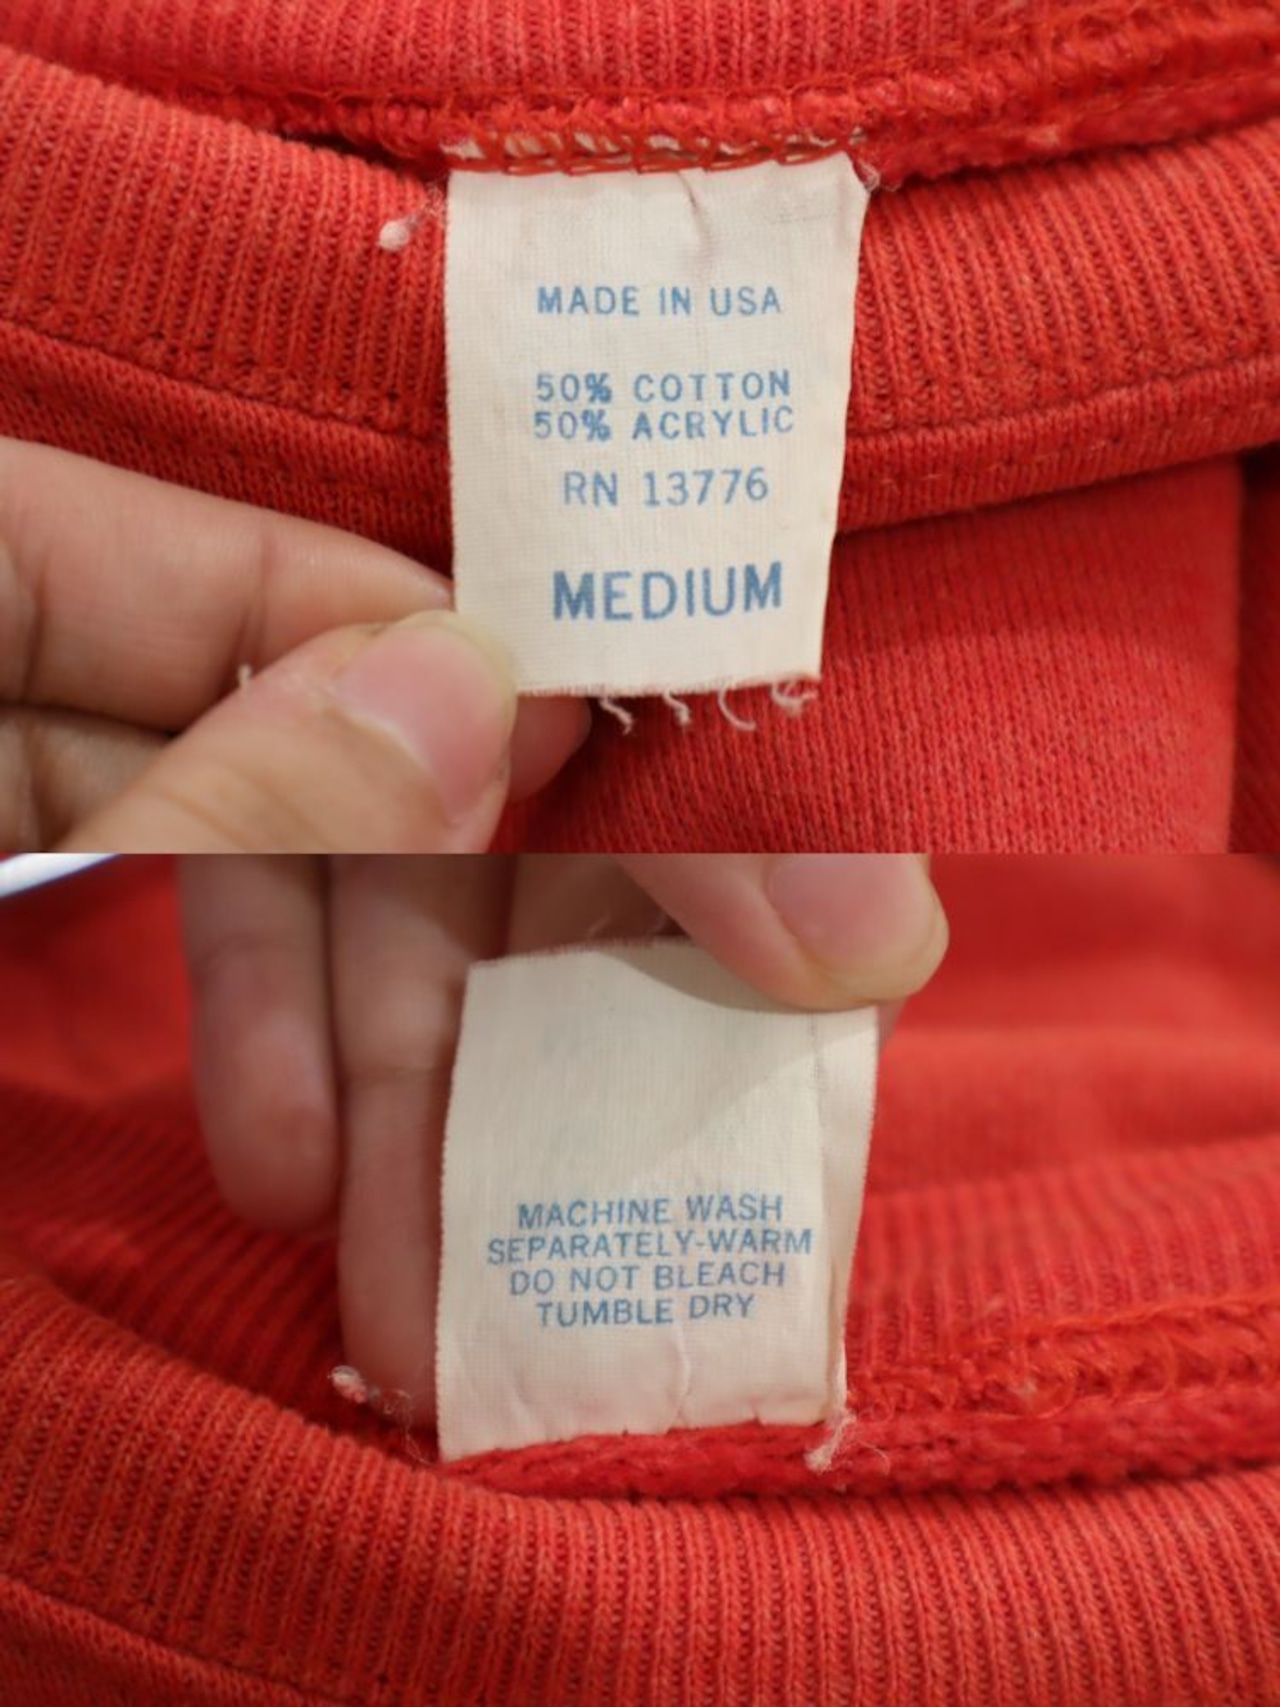 MADE IN USA
50% COTTON
50% ACRYLIC
RN 13776
MEDIUM
MACHINE WASH
SEPARATELY-WARM
DO NOT BLEACH
TUMBLE DRY